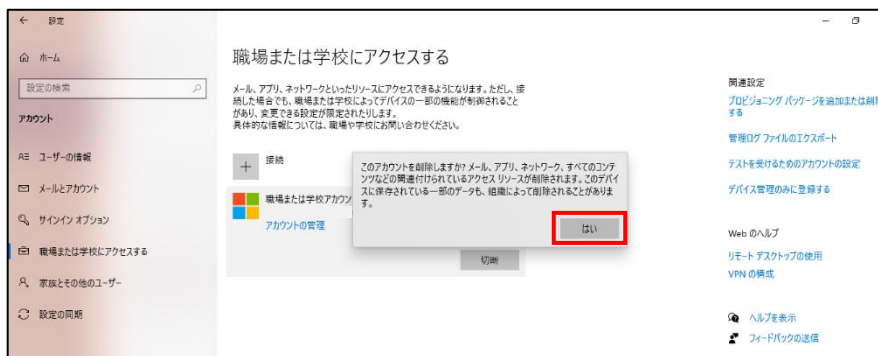 ← 設定
ホーム
設定の検索
アカウント
ユーザーの情報
メールとアカウント
サインイン オプション
職場または学校にアクセスする
家族とその他のユーザー
設定の同期
職場または学校にアクセスする
メール、アプリ、ネットワークといったリソースにアクセスできるようになります。ただし、接
続した場合でも、職場または学校によってデバイスの一部の機能が制御されること
があり、変更できる設定が限定されたりします。
具体的な情報については、職場や学校にお問い合わせください。
接続
職場または学校アカウン
アカウントの管理
このアカウントを削除しますか? メール、アプリ、ネットワーク、すべてのコンテ
ンツなどの関連付けられているアクセス リソースが削除されます。このデバイ
スに保存されている一部のデータも、組織によって削除されることがありま
す。
はい
切断
関連設定
プロビジョニング パッケージを追加または削除
する
管理ログ ファイルのエクスポート
テストを受けるためのアカウントの設定
デバイス管理のみに登録する
Web のヘルプ
リモート デスクトップの使用
VPN の構成
ヘルプを表示
フィードバックの送信